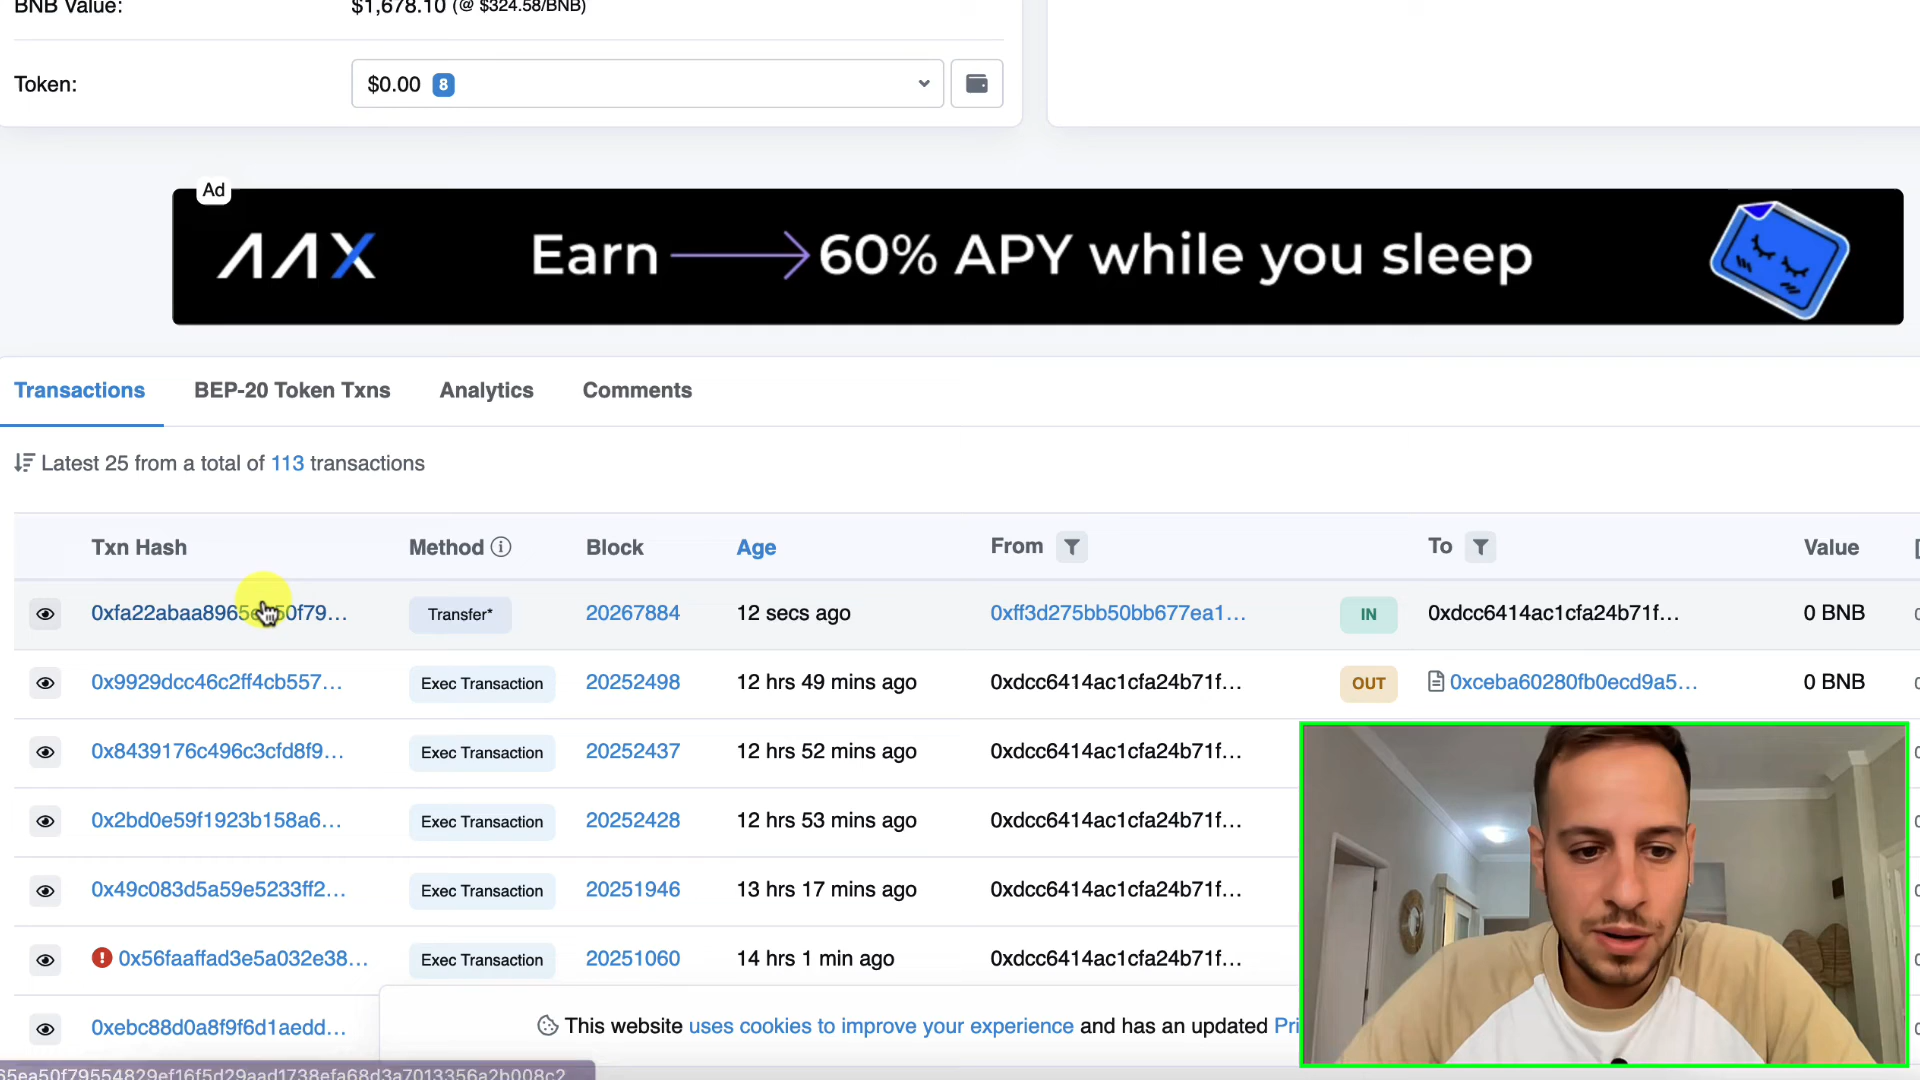 BNB Value: $1,678.10 (@ $324.58/BNB)
Token: $0.00 8
Ad
AAX Earn 60% APY while you sleep
Transactions BEP-20 Token Txns Analytics Comments
Latest 25 from a total of 113 transactions
Txn Hash Method Block Age From To Value
0xfa22abaa8965ea50f79... Transfer* 20267884 12 secs ago 0xff3d275bb50bb677ea1... IN 0xdcc6414ac1cfa24b71f... 0 BNB
0x9929dcc46c2ff4cb557... Exec Transaction 20252498 12 hrs 49 mins ago 0xdcc6414ac1cfa24b71f... OUT 0xceba60280fb0ecd9a5... 0 BNB
0x8439176c496c3cfd8f9... Exec Transaction 20252437 12 hrs 52 mins ago 0xdcc6414ac1cfa24b71f...
0x2bd0e59f1923b158a6... Exec Transaction 20252428 12 hrs 53 mins ago 0xdcc6414ac1cfa24b71f...
0x49c083d5a59e5233ff2... Exec Transaction 20251946 13 hrs 17 mins ago 0xdcc6414ac1cfa24b71f...
0x56faaffad3e5a032e38... Exec Transaction 20251060 14 hrs 1 min ago 0xdcc6414ac1cfa24b71f...
0xebc88d0a8f9f6d1aedd...
This website uses cookies to improve your experience and has an updated Pri